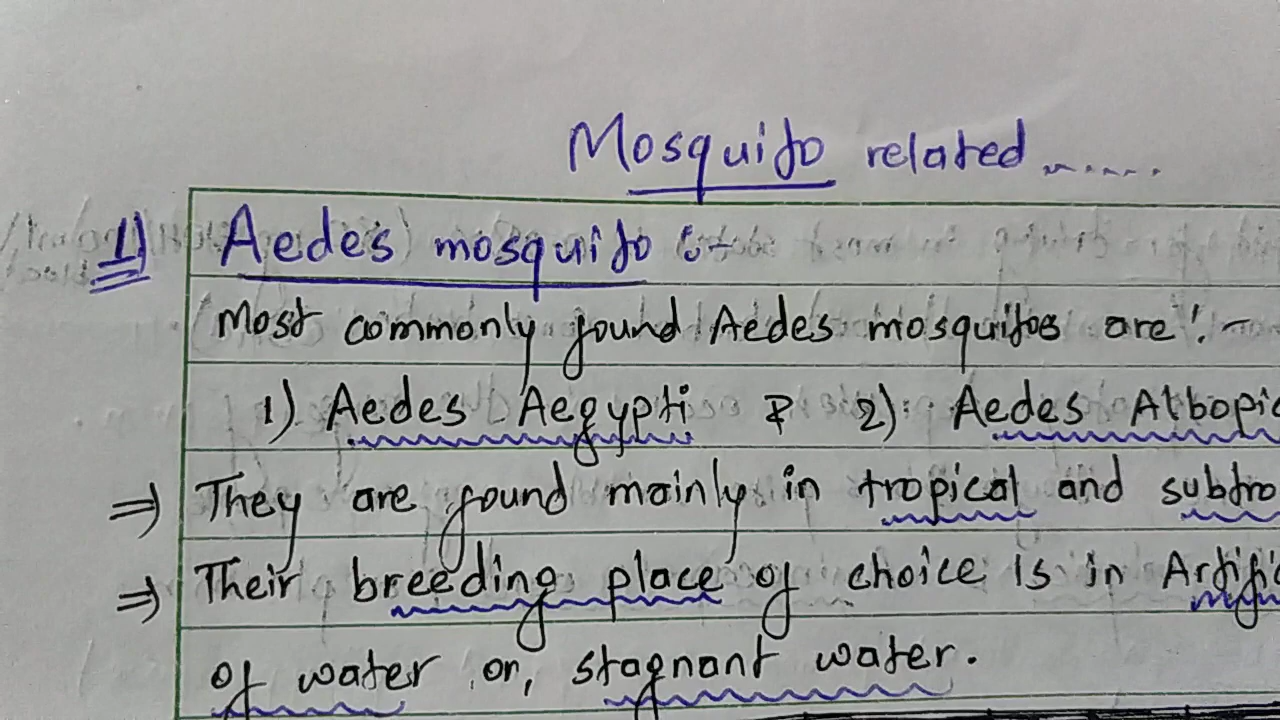 Mosquito related......
1) Aedes mosquito :-
Most commonly found Aedes mosquitos are :-
1) Aedes Aegypti & 2) Aedes Albopic
⇒ They are found mainly in tropical and subtro
⇒ Their breeding place of choice is in Artific
of water or, stagnant water.